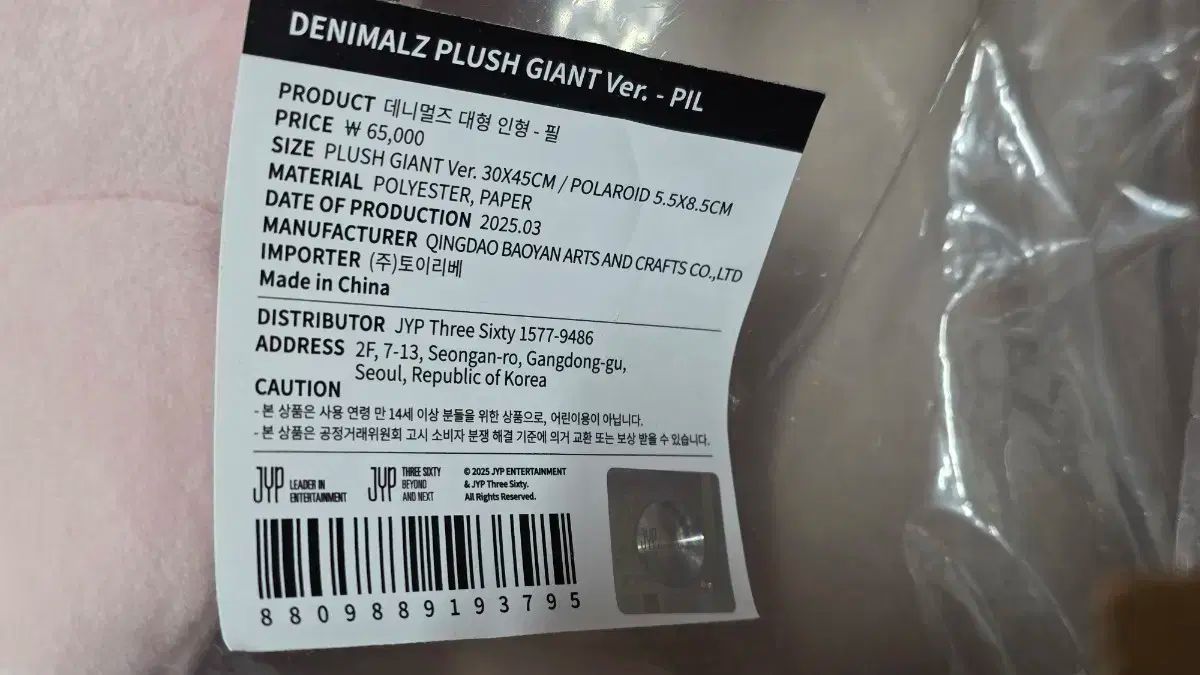 DENIMALZ PLUSH GIANT Ver. - PIL
PRODUCT 데니멀즈 대형 인형 - 필
PRICE ₩ 65,000
SIZE PLUSH GIANT Ver. 30X45CM / POLAROID 5.5X8.5CM
MATERIAL POLYESTER, PAPER
DATE OF PRODUCTION 2025.03
MANUFACTURER QINGDAO BAOYAN ARTS AND CRAFTS CO.,LTD
IMPORTER (주)토이리베
Made in China
DISTRIBUTOR JYP Three Sixty 1577-9486
ADDRESS 2F, 7-13, Seongan-ro, Gangdong-gu,
Seoul, Republic of Korea
CAUTION
- 본 상품은 사용 연령 만 14세 이상 분들을 위한 상품으로, 어린이용이 아닙니다.
- 본 상품은 공정거래위원회 고시 소비자 분쟁 해결 기준에 의거 교환 또는 보상 받을 수 있습니다.
JYP LEADER IN
ENTERTAINMENT
JYP THREE SIXTY
BEYOND
AND NEXT
© 2025 JYP ENTERTAINMENT
& JYP Three Sixty.
All Rights Reserved.
JYP
8809889193795